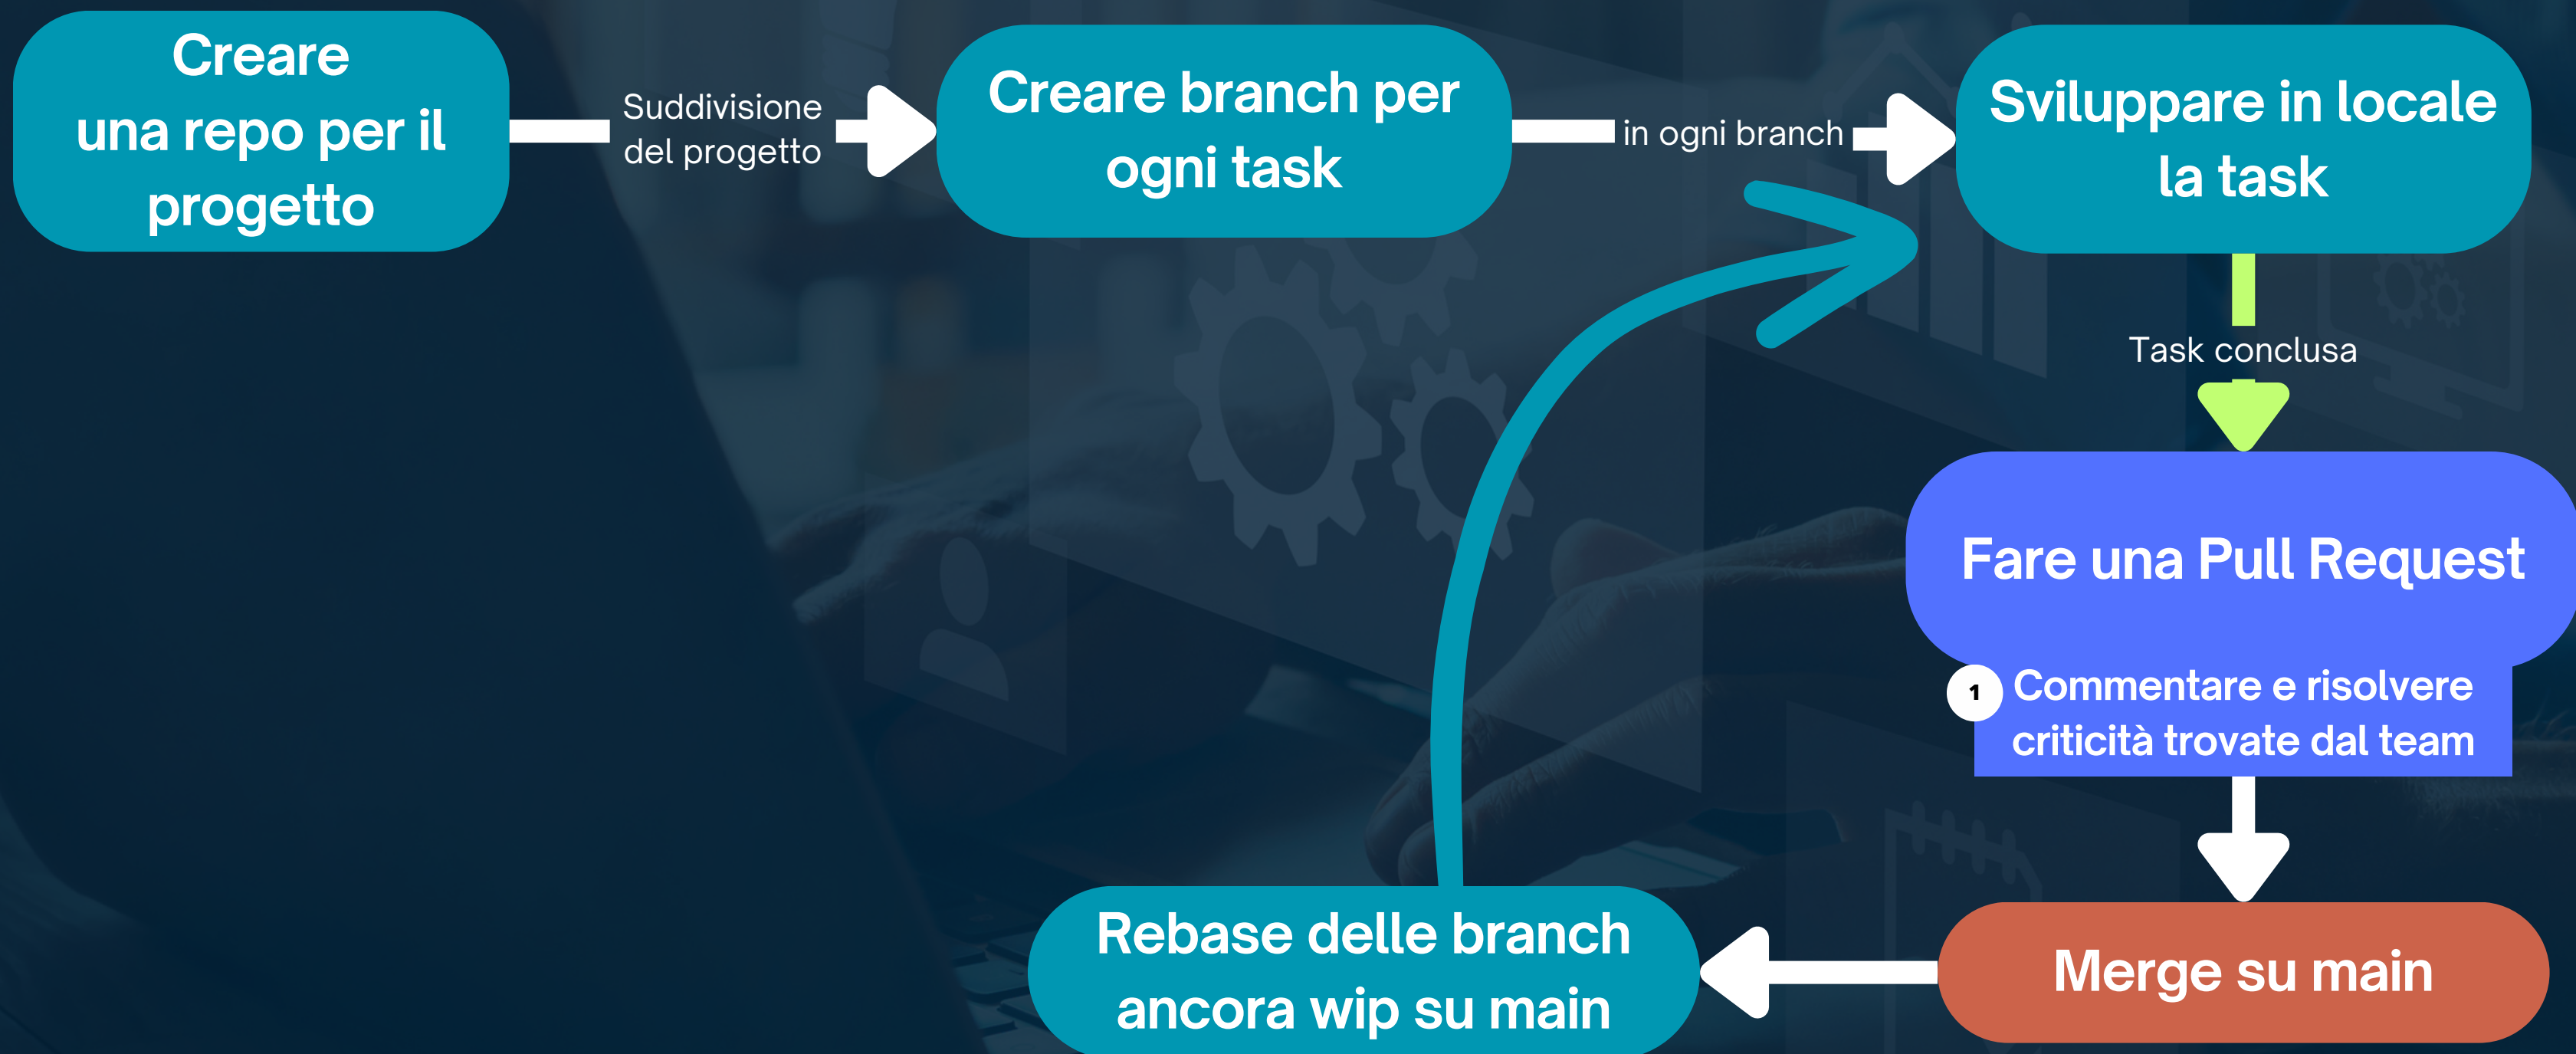 Creare
una repo per il
progetto
Suddivisione
del progetto
Creare branch per
ogni task
in ogni branch
Sviluppare in locale
la task
Task conclusa
Fare una Pull Request
1
Commentare e risolvere
criticità trovate dal team
Merge su main
Rebase delle branch
ancora wip su main